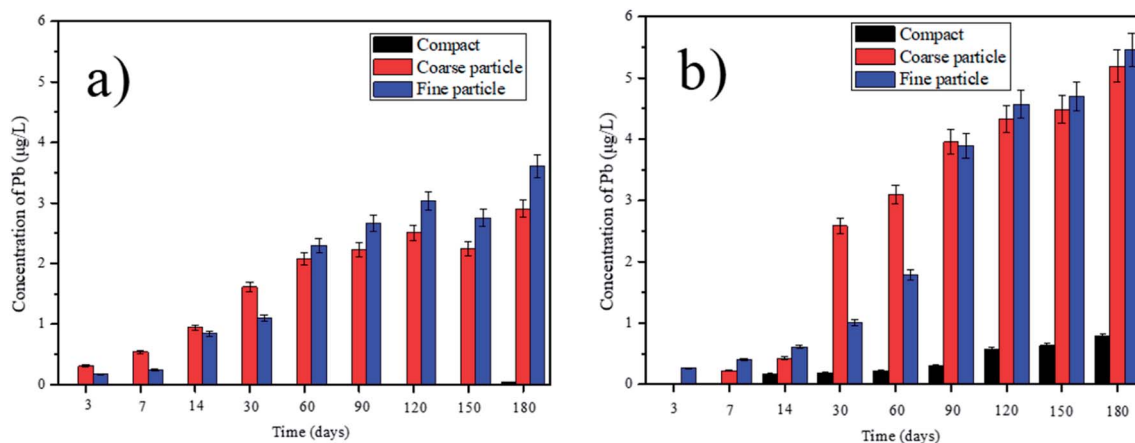 a)
Compact
Coarse particle
Fine particle
Concentration of Pb (µg/L)
6
5
4
3
2
1
0
3 7 14 30 60 90 120 150 180
Time (days)
b)
Compact
Coarse particle
Fine particle
Concentration of Pb (µg/L)
6
5
4
3
2
1
0
3 7 14 30 60 90 120 150 180
Time (days)